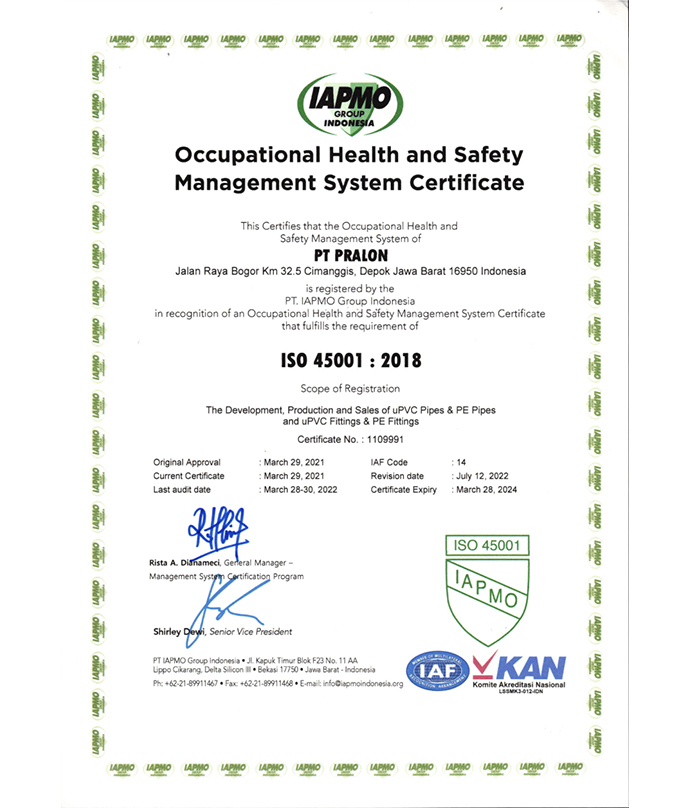 IAPMO
GROUP
INDONESIA
Occupational Health and Safety
Management System Certificate
This Certifies that the Occupational Health and
Safety Management System of
PT PRALON
Jalan Raya Bogor Km 32.5 Cimanggis, Depok Jawa Barat 16950 Indonesia
is registered by the
PT. IAPMO Group Indonesia
in recognition of an Occupational Health and Safety Management System Certificate
that fulfills the requirement of
ISO 45001 : 2018
Scope of Registration
The Development, Production and Sales of uPVC Pipes & PE Pipes
and uPVC Fittings & PE Fittings
Certificate No. : 1109991
Original Approval : March 29, 2021 IAF Code : 14
Current Certificate : March 29, 2021 Revision date : July 12, 2022
Last audit date : March 28-30, 2022 Certificate Expiry : March 28, 2024
Rista A. Dianameci, General Manager –
Management System Certification Program
Shirley Dewi, Senior Vice President
ISO 45001
IAPMO
PT IAPMO Group Indonesia • Jl. Kapuk Timur Blok F23 No. 11 AA
Lippo Cikarang, Delta Silicon III • Bekasi 17750 • Jawa Barat - Indonesia
Ph: +62-21-89911467 • Fax: +62-21-89911468 • E-mail: info@iapmoindonesia.org
IAF
KAN
Komite Akreditasi Nasional
LSSMK3-012-IDN